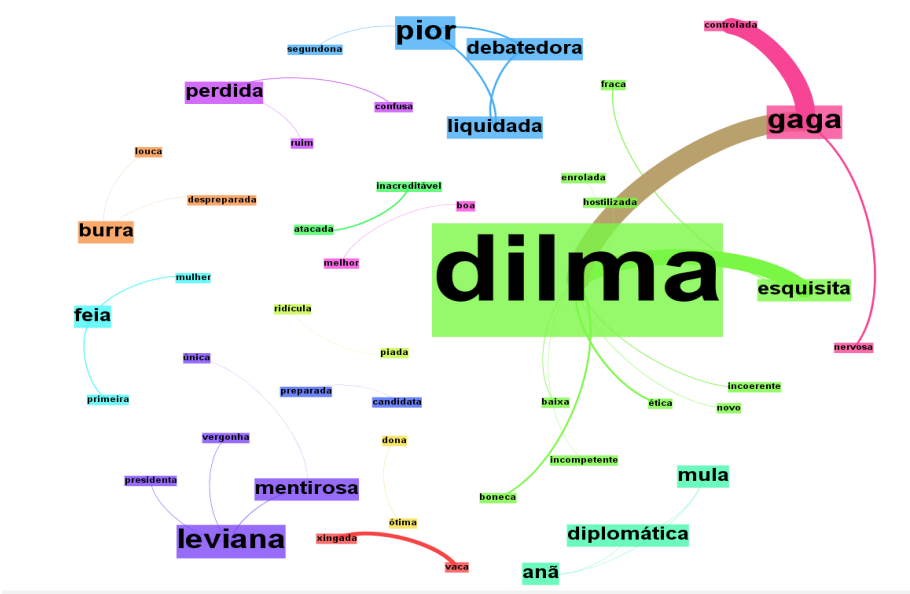 controlada
pior
segundona
debatedora
fraca
perdida
confusa
gaga
liquidada
ruim
louca
enrolada
inacreditável
despreparada
hostilizada
boa
atacada
burra
melhor
dilma
mulher
esquisita
feia
ridícula
nervosa
piada
única
incoerente
preparada
candidata
primeira
baixa
ética
novo
vergonha
dona
incompetente
mula
presidenta
mentirosa
boneca
ótima
leviana
xingada
diplomática
vaca
anã